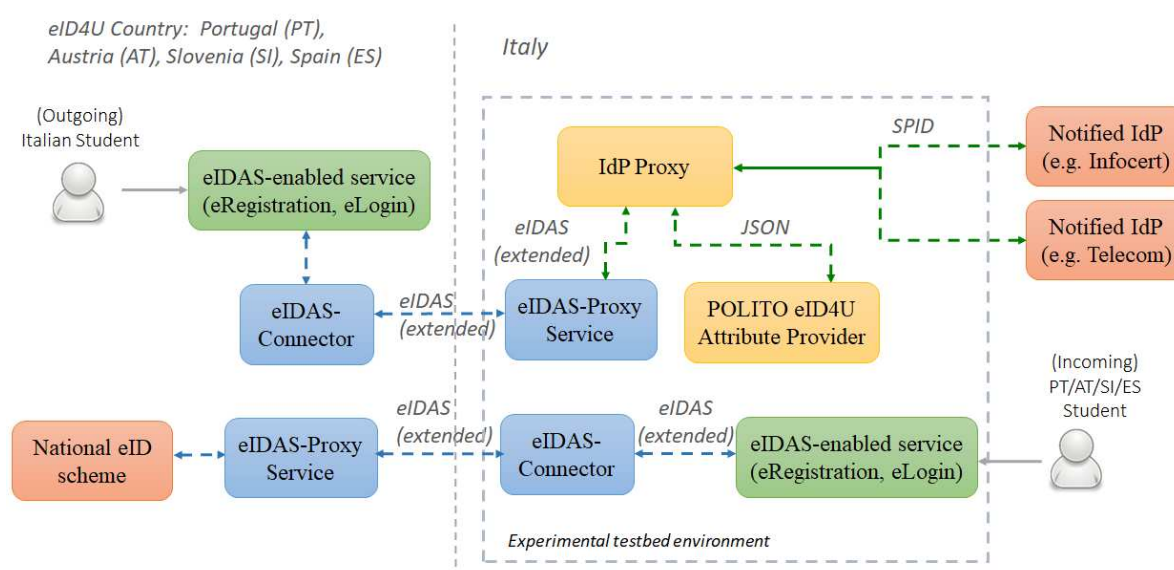 eID4U Country: Portugal (PT),
Austria (AT), Slovenia (SI), Spain (ES)
Italy
(Outgoing)
Italian Student
eIDAS-enabled service
(eRegistration, eLogin)
IdP Proxy
SPID
Notified IdP
(e.g. Infocert)
Notified IdP
(e.g. Telecom)
eIDAS
(extended)
JSON
eIDAS-
Connector
eIDAS
(extended)
eIDAS-Proxy
Service
POLITO eID4U
Attribute Provider
(Incoming)
PT/AT/SI/ES
Student
National eID
scheme
eIDAS-Proxy
Service
eIDAS
(extended)
eIDAS-
Connector
eIDAS
(extended)
eIDAS-enabled service
(eRegistration, eLogin)
Experimental testbed environment